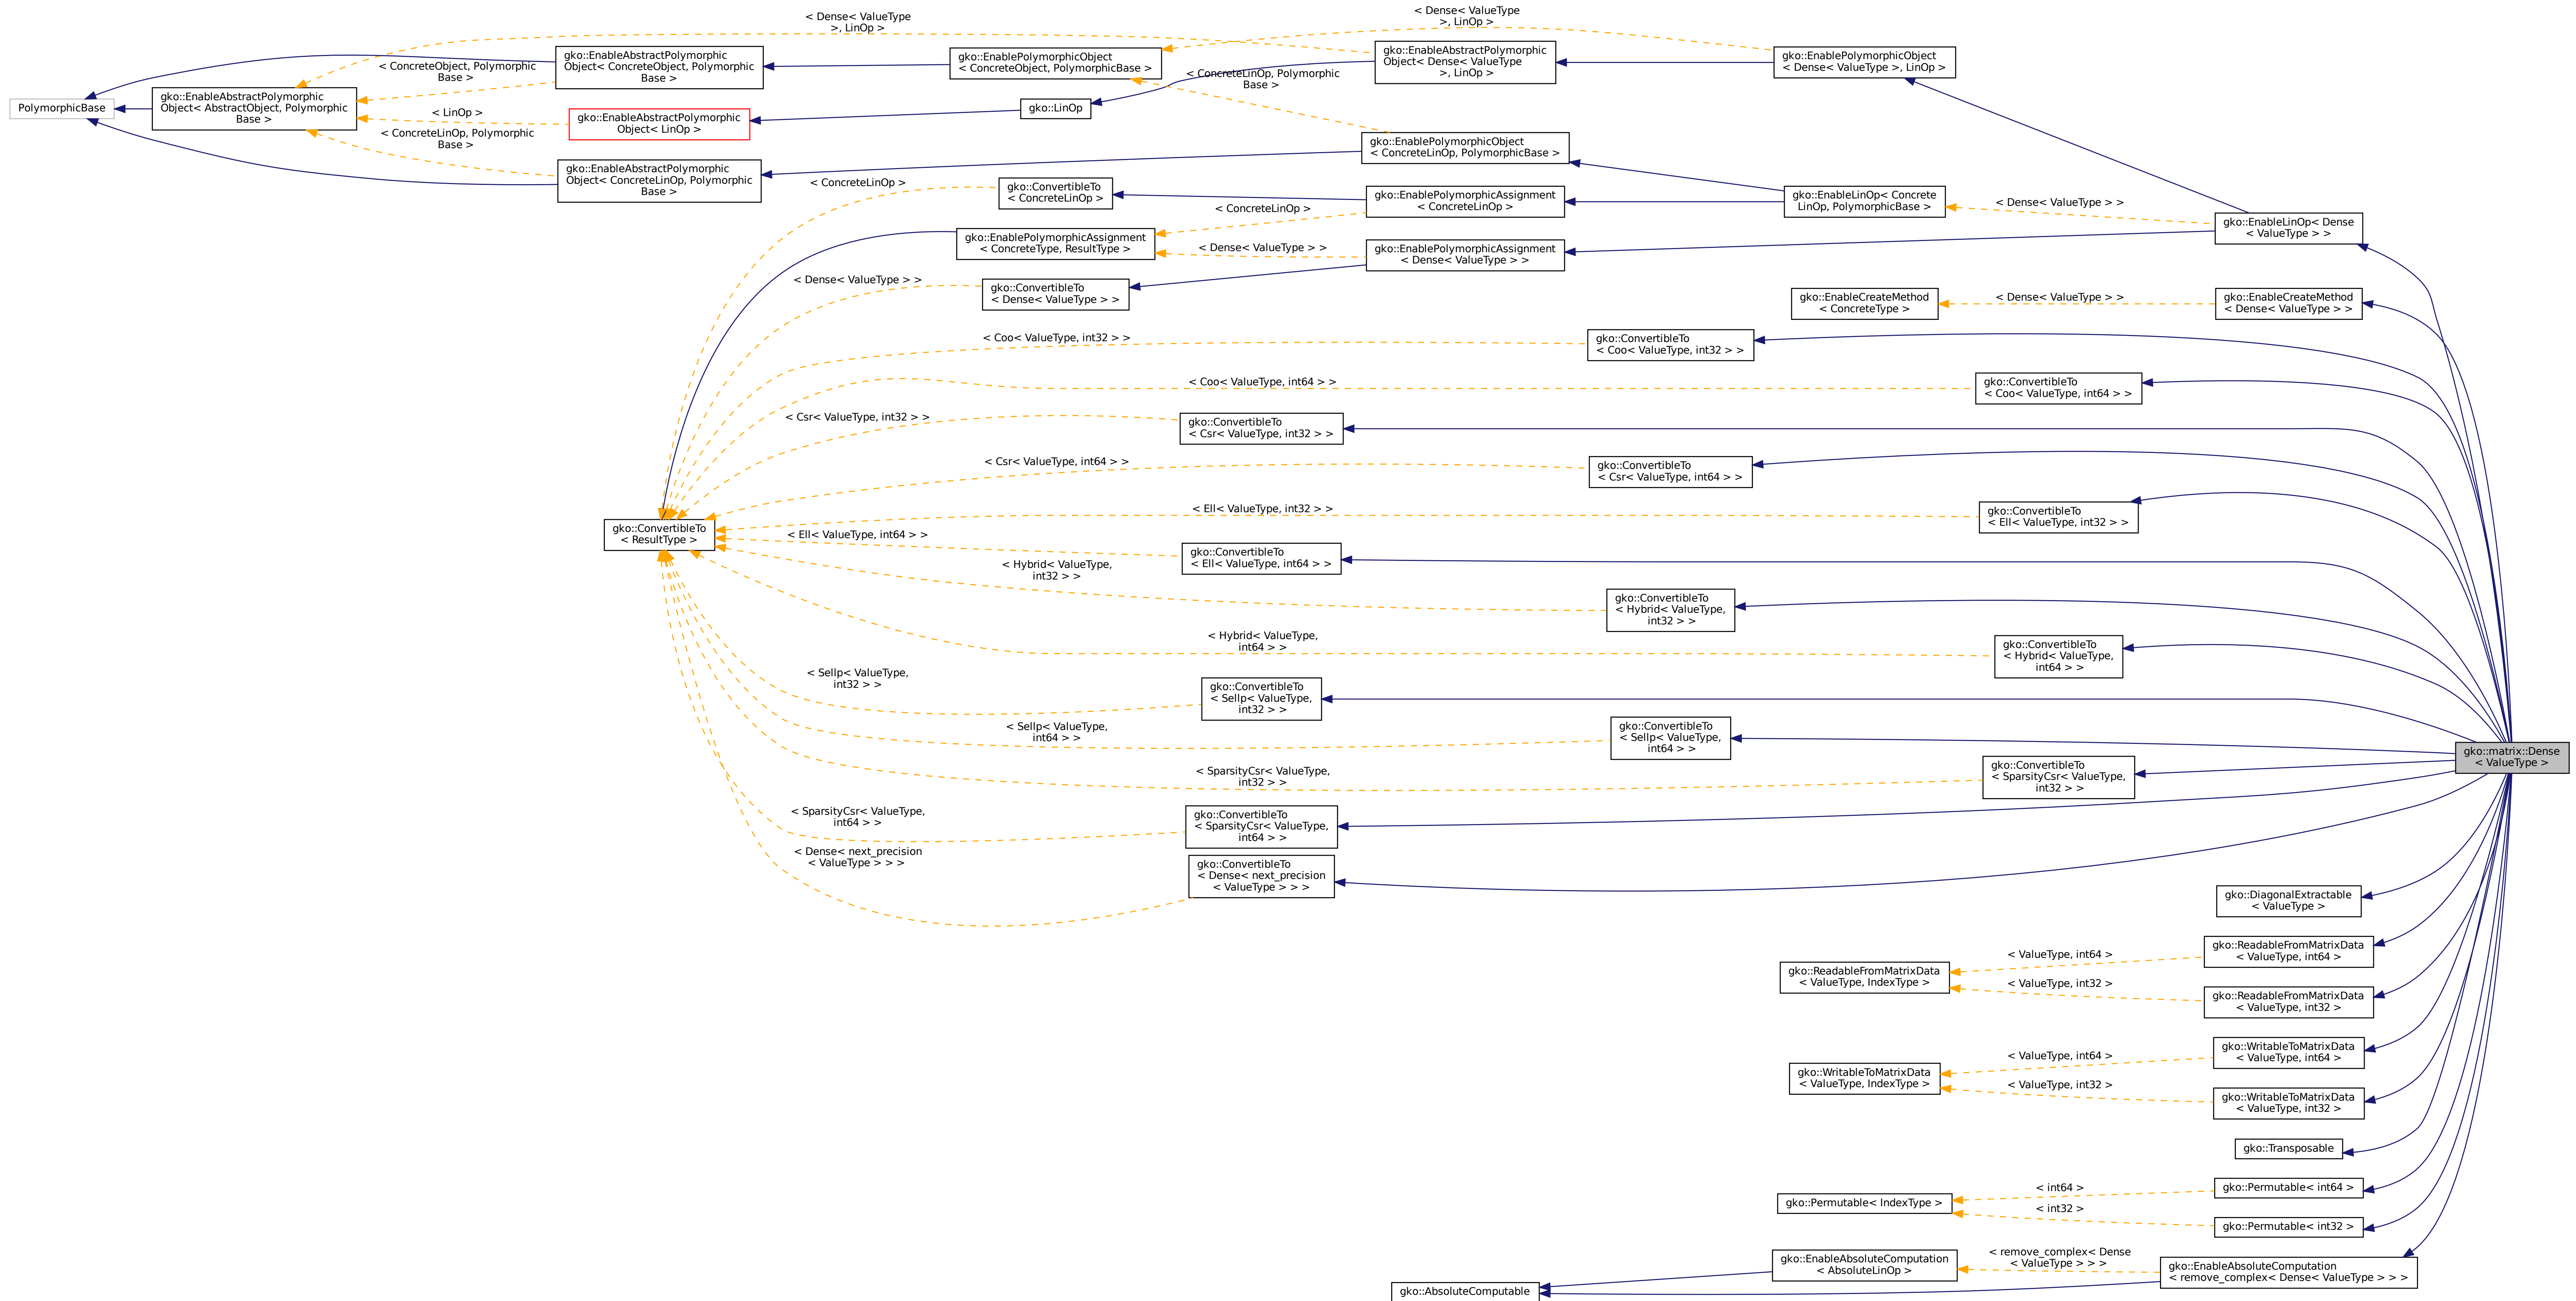 PolymorphicBase
gko::EnableAbstractPolymorphic
Object< AbstractObject, Polymorphic
Base >
< Dense< ValueType
>, LinOp >
< ConcreteObject, Polymorphic
Base >
< LinOp >
< ConcreteLinOp, Polymorphic
Base >
gko::EnableAbstractPolymorphic
Object< ConcreteObject, Polymorphic
Base >
gko::EnableAbstractPolymorphic
Object< LinOp >
gko::EnableAbstractPolymorphic
Object< ConcreteLinOp, Polymorphic
Base >
gko::EnablePolymorphicObject
< ConcreteObject, PolymorphicBase >
gko::LinOp
< Dense< ValueType
>, LinOp >
< ConcreteLinOp, Polymorphic
Base >
gko::EnableAbstractPolymorphic
Object< Dense< ValueType
>, LinOp >
gko::EnablePolymorphicObject
< Dense< ValueType >, LinOp >
gko::EnablePolymorphicObject
< ConcreteLinOp, PolymorphicBase >
< ConcreteLinOp >
gko::ConvertibleTo
< ConcreteLinOp >
< ConcreteLinOp >
gko::EnablePolymorphicAssignment
< ConcreteLinOp >
gko::EnableLinOp< Concrete
LinOp, PolymorphicBase >
< Dense< ValueType > >
gko::EnableLinOp< Dense
< ValueType > >
gko::EnablePolymorphicAssignment
< ConcreteType, ResultType >
< Dense< ValueType > >
gko::EnablePolymorphicAssignment
< Dense< ValueType > >
< Dense< ValueType > >
gko::ConvertibleTo
< Dense< ValueType > >
gko::EnableCreateMethod
< ConcreteType >
< Dense< ValueType > >
gko::EnableCreateMethod
< Dense< ValueType > >
< Coo< ValueType, int32 > >
gko::ConvertibleTo
< Coo< ValueType, int32 > >
< Coo< ValueType, int64 > >
gko::ConvertibleTo
< Coo< ValueType, int64 > >
< Csr< ValueType, int32 > >
gko::ConvertibleTo
< Csr< ValueType, int32 > >
< Csr< ValueType, int64 > >
gko::ConvertibleTo
< Csr< ValueType, int64 > >
gko::ConvertibleTo
< ResultType >
< Ell< ValueType, int32 > >
gko::ConvertibleTo
< Ell< ValueType, int32 > >
< Ell< ValueType, int64 > >
gko::ConvertibleTo
< Ell< ValueType, int64 > >
< Hybrid< ValueType,
int32 > >
gko::ConvertibleTo
< Hybrid< ValueType,
int32 > >
< Hybrid< ValueType,
int64 > >
gko::ConvertibleTo
< Hybrid< ValueType,
int64 > >
< Sellp< ValueType,
int32 > >
gko::ConvertibleTo
< Sellp< ValueType,
int32 > >
< Sellp< ValueType,
int64 > >
gko::ConvertibleTo
< Sellp< ValueType,
int64 > >
gko::matrix::Dense
< ValueType >
< SparsityCsr< ValueType,
int32 > >
gko::ConvertibleTo
< SparsityCsr< ValueType,
int32 > >
< SparsityCsr< ValueType,
int64 > >
gko::ConvertibleTo
< SparsityCsr< ValueType,
int64 > >
< Dense< next_precision
< ValueType > > >
gko::ConvertibleTo
< Dense< next_precision
< ValueType > > >
gko::DiagonalExtractable
< ValueType >
gko::ReadableFromMatrixData
< ValueType, IndexType >
< ValueType, int64 >
gko::ReadableFromMatrixData
< ValueType, int64 >
< ValueType, int32 >
gko::ReadableFromMatrixData
< ValueType, int32 >
gko::WritableToMatrixData
< ValueType, IndexType >
< ValueType, int64 >
gko::WritableToMatrixData
< ValueType, int64 >
< ValueType, int32 >
gko::WritableToMatrixData
< ValueType, int32 >
gko::Transposable
gko::Permutable< IndexType >
< int64 >
gko::Permutable< int64 >
< int32 >
gko::Permutable< int32 >
gko::AbsoluteComputable
gko::EnableAbsoluteComputation
< AbsoluteLinOp >
< remove_complex< Dense
< ValueType > > >
gko::EnableAbsoluteComputation
< remove_complex< Dense< ValueType > > >